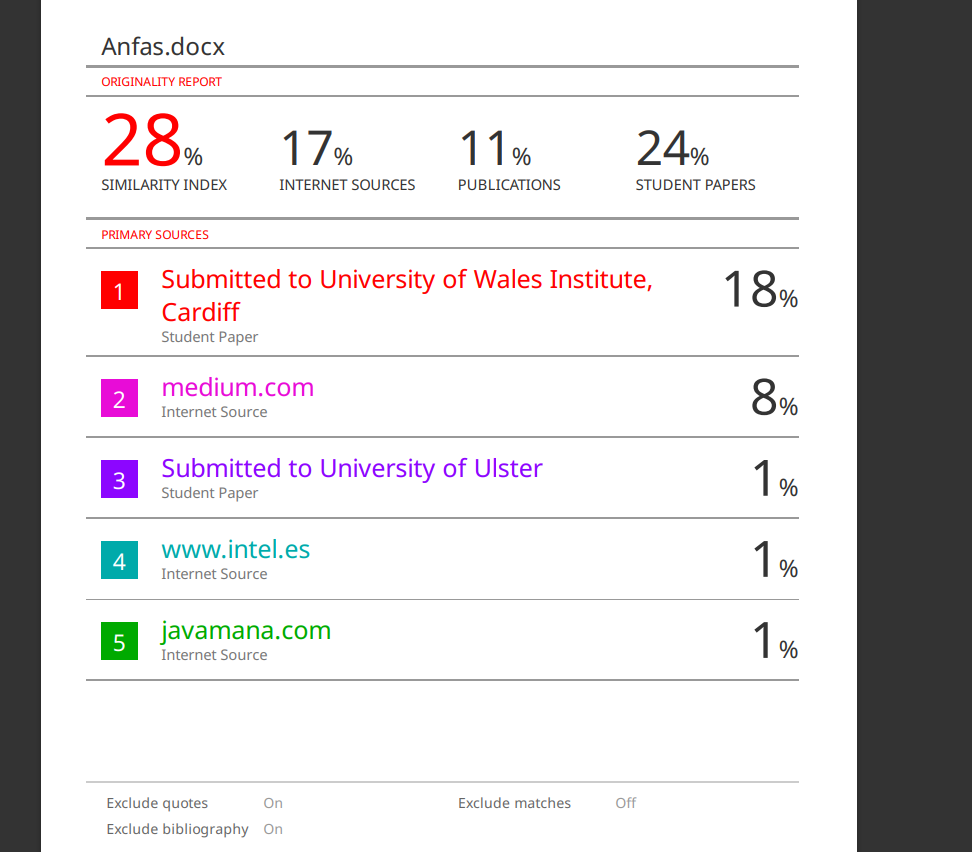 Anfas.docx
ORIGINALITY REPORT
28% 17% 11% 24%
SIMILARITY INDEX INTERNET SOURCES PUBLICATIONS STUDENT PAPERS
PRIMARY SOURCES
1 Submitted to University of Wales Institute, 18%
Cardiff
Student Paper
2 medium.com 8%
Internet Source
3 Submitted to University of Ulster 1%
Student Paper
4 www.intel.es 1%
Internet Source
5 javamana.com 1%
Internet Source
Exclude quotes On Exclude matches Off
Exclude bibliography On